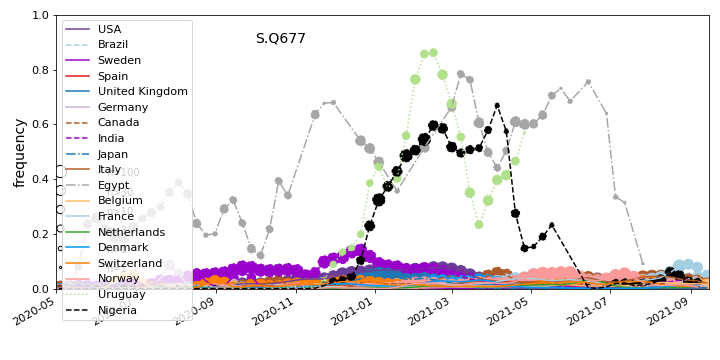 S.Q677
frequency
1.0
0.8
0.6
0.4
0.2
0.0
USA
Brazil
Sweden
Spain
United Kingdom
Germany
Canada
India
Japan
Italy
Egypt
Belgium
France
Netherlands
Denmark
Switzerland
Norway
Uruguay
Nigeria
2020-05
2020-09
2020-11
2021-01
2021-03
2021-05
2021-07
2021-09